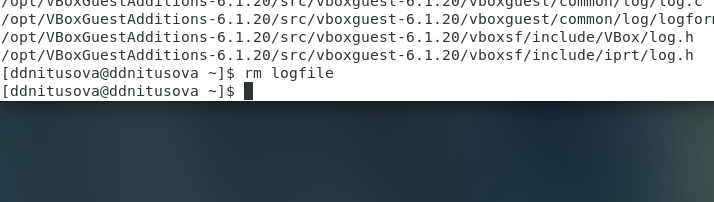 /opt/VBoxGuestAdditions-6.1.20/src/vboxguest-6.1.20/vboxguest/common/log/log.c
/opt/VBoxGuestAdditions-6.1.20/src/vboxguest-6.1.20/vboxguest/common/log/logform
/opt/VBoxGuestAdditions-6.1.20/src/vboxguest-6.1.20/vboxsf/include/VBox/log.h
/opt/VBoxGuestAdditions-6.1.20/src/vboxguest-6.1.20/vboxsf/include/iprt/log.h
[ddnitusova@ddnitusova ~]$ rm logfile
[ddnitusova@ddnitusova ~]$